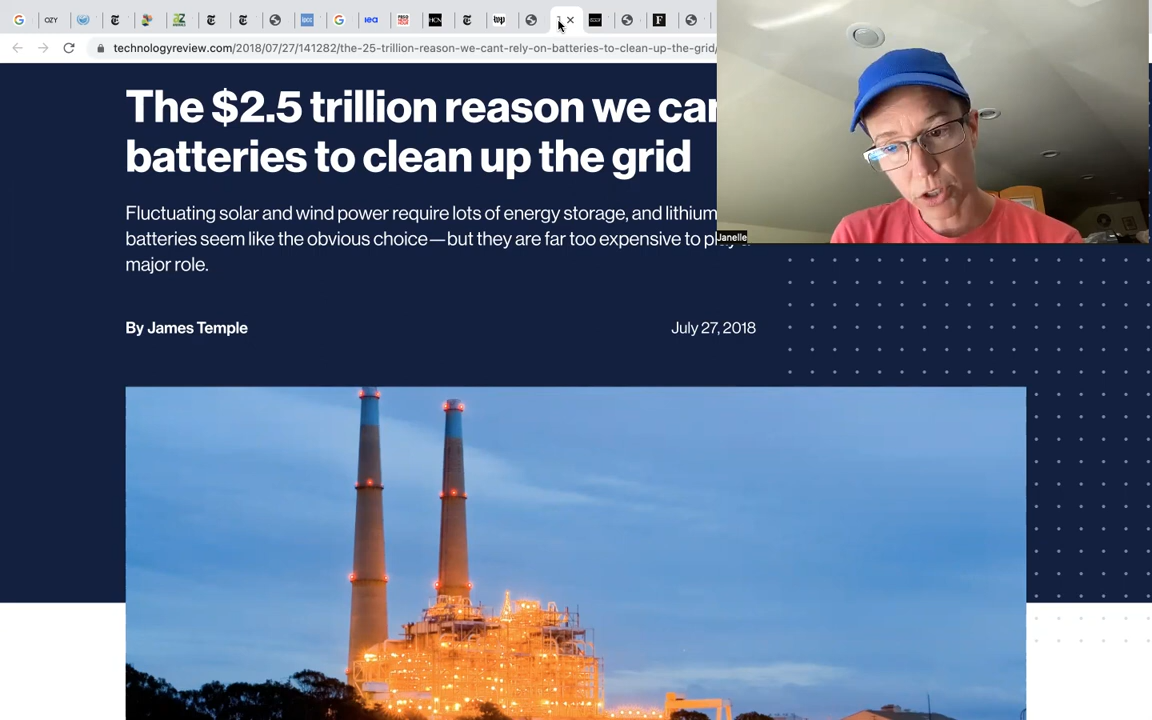 OZY
iea
HCN
technologyreview.com/2018/07/27/141282/the-25-trillion-reason-we-cant-rely-on-batteries-to-clean-up-the-grid/
The $2.5 trillion reason we
batteries to clean up the grid
Fluctuating solar and wind power require lots of energy storage, and lithium
batteries seem like the obvious choice—but they are far too expensive to
major role.
By James Temple
July 27, 2018
Janelle